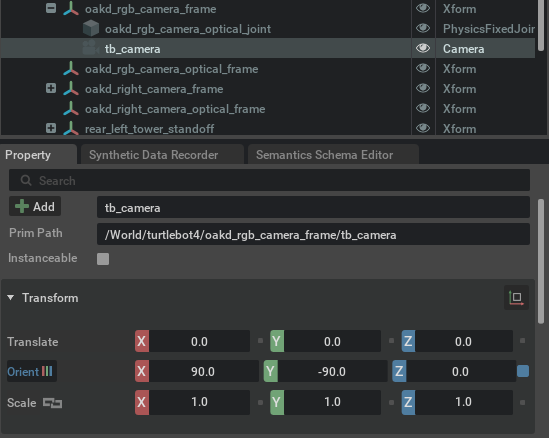 oakd_rgb_camera_frame Xform
oakd_rgb_camera_optical_joint PhysicsFixedJoir
tb_camera Camera
oakd_rgb_camera_optical_frame Xform
oakd_right_camera_frame Xform
oakd_right_camera_optical_frame Xform
rear_left_tower_standoff Xform
Property Synthetic Data Recorder Semantics Schema Editor
Search
Add tb_camera
Prim Path /World/turtlebot4/oakd_rgb_camera_frame/tb_camera
Instanceable
Transform
Translate X 0.0 Y 0.0 Z 0.0
Orient X 90.0 Y -90.0 Z 0.0
Scale X 1.0 Y 1.0 Z 1.0